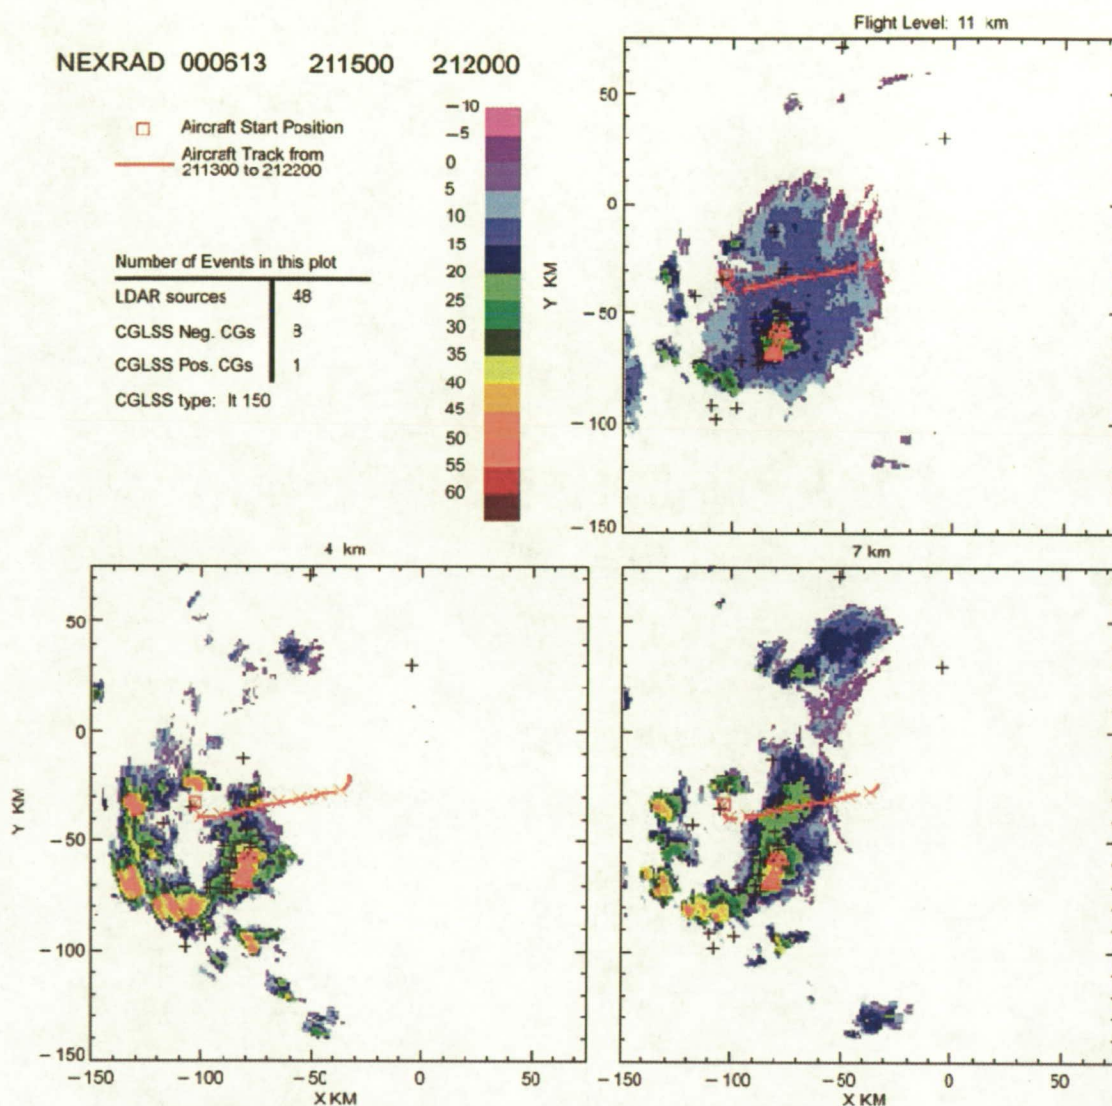 Flight Level: 11 km
NEXRAD 000613 211500 212000
Aircraft Start Position
Aircraft Track from
211300 to 212200
Number of Events in this plot
LDAR sources 48
CGLSS Neg. CGs
CGLSS Pos. CGs 1
CGLSS type: lt 150
−10
−5
0
5
10
15
20
25
30
35
40
45
50
55
60
Y KM
50
0
−50
−100
−150
4 km
Y KM
50
0
−50
−100
−150
−150 −100 −50 0 50
X KM
7 km
−150 −100 −50 0 50
X KM